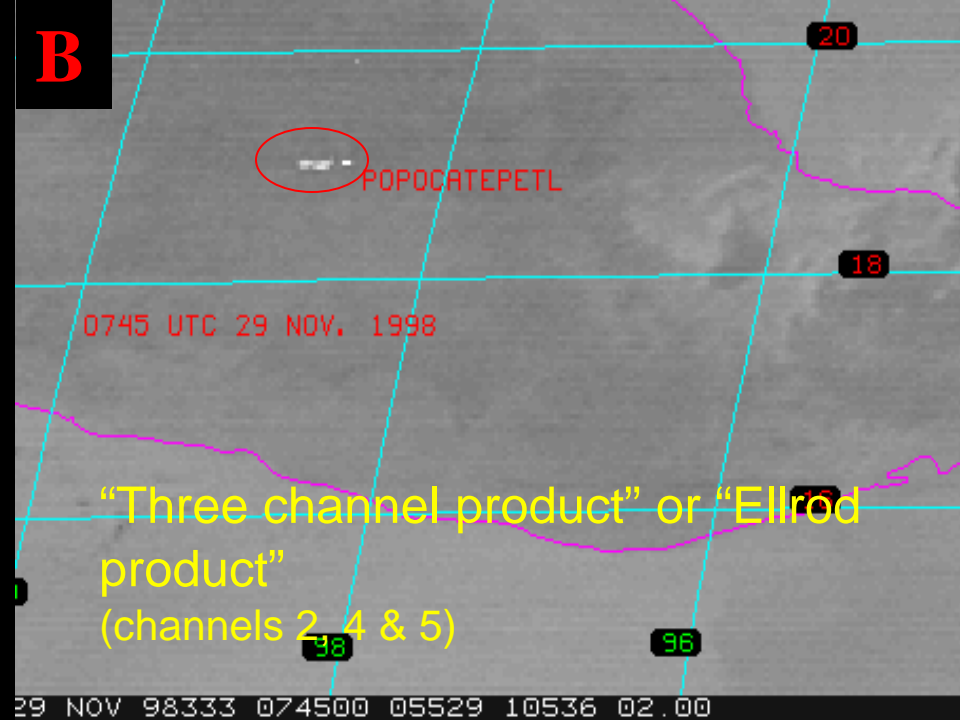 B
20
POPOCATEPETL
18
0745 UTC 29 NOV. 1998
“Three channel product” or “Ellrod
product”
(channels 2, 4 & 5)
98
96
29 NOV 98333 074500 05529 10536 02.00